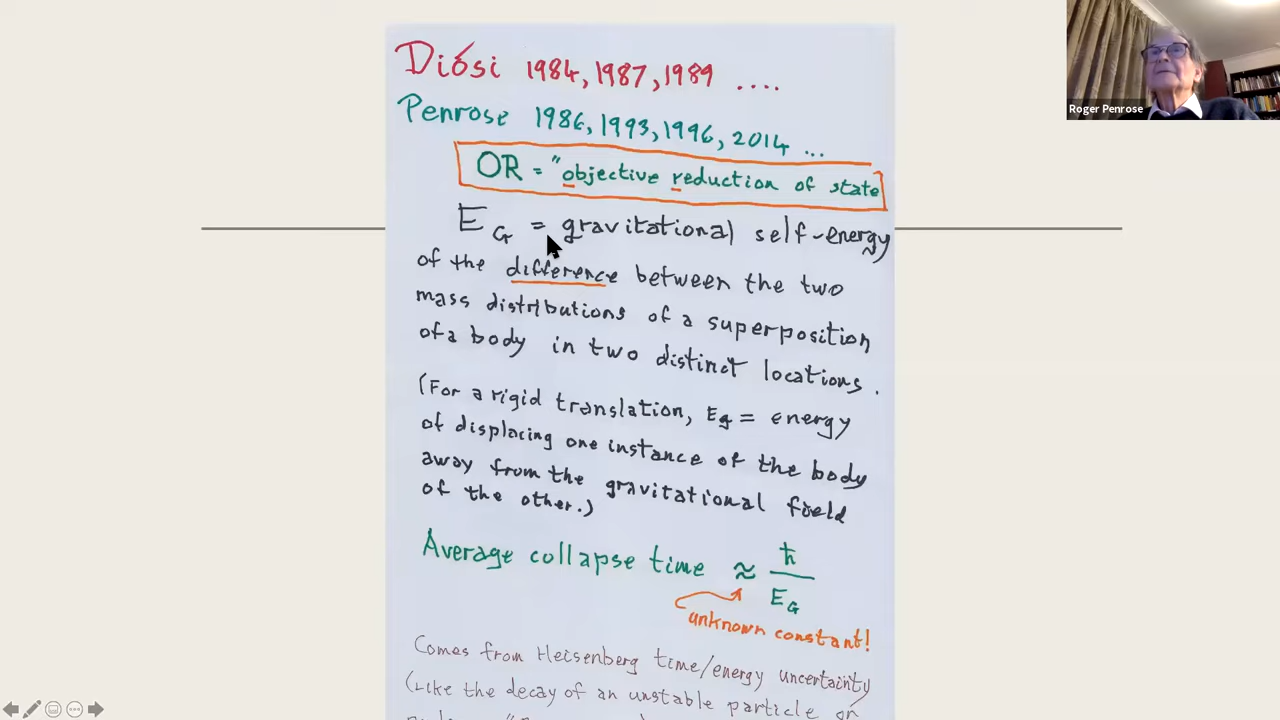 Diósi 1984, 1987, 1989 ....
Penrose 1986, 1993, 1996, 2014 ...
OR = "objective reduction of state
E_G = gravitational self-energy
of the difference between the two
mass distributions of a superposition
of a body in two distinct locations.
(For a rigid translation, E_G = energy
of displacing one instance of the body
away from the gravitational field
of the other.)
Average collapse time ≈ ħ / E_G
unknown constant!
Comes from Heisenberg time/energy uncertainty
(Like the decay of an unstable particle or
Roger Penrose